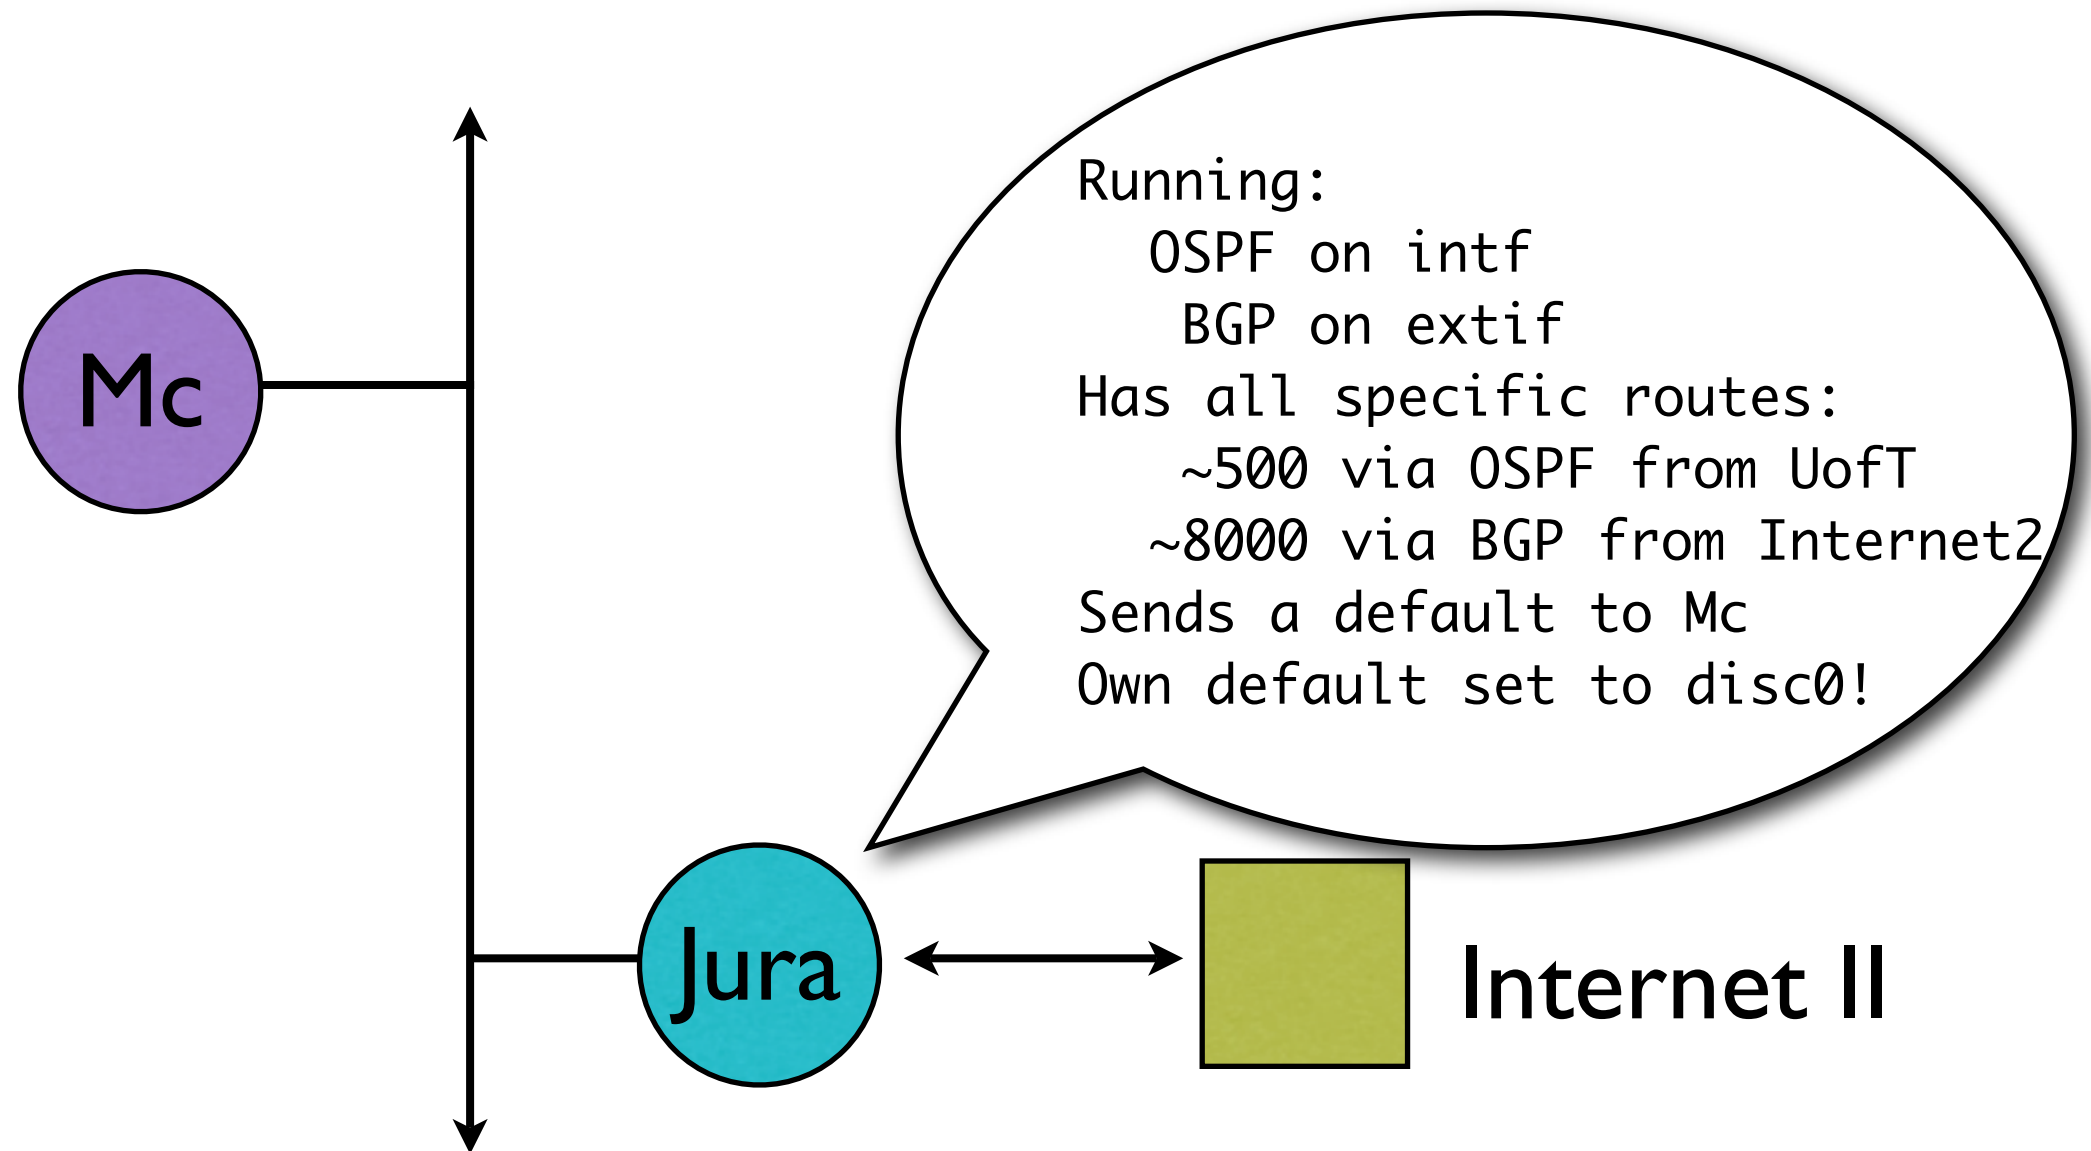 Running:
OSPF on intf
BGP on extif
Has all specific routes:
~500 via OSPF from UofT
~8000 via BGP from Internet2
Sends a default to Mc
Own default set to disc0!
Mc
Jura
Internet II